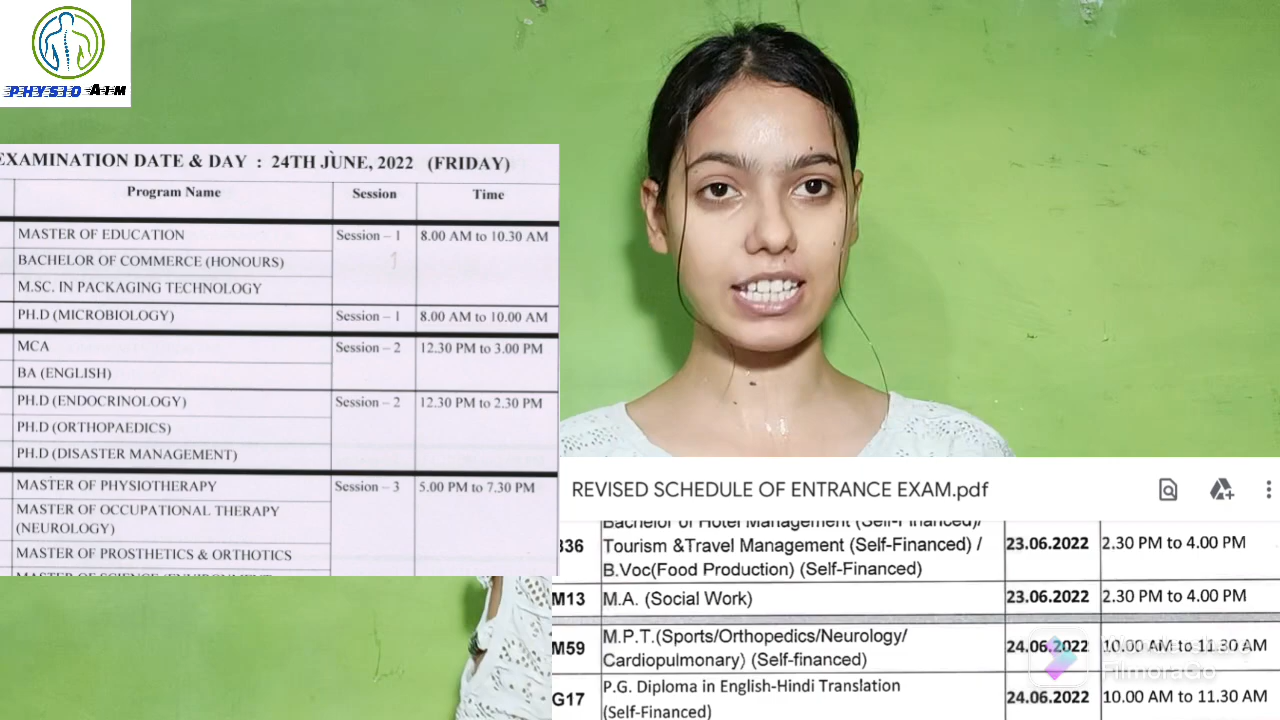 PHYSIO AIM
EXAMINATION DATE & DAY : 24TH JUNE, 2022 (FRIDAY)
Program Name Session Time
MASTER OF EDUCATION Session – 1 8.00 AM to 10.30 AM
BACHELOR OF COMMERCE (HONOURS)
M.SC. IN PACKAGING TECHNOLOGY
PH.D (MICROBIOLOGY) Session – 1 8.00 AM to 10.00 AM
MCA Session – 2 12.30 PM to 3.00 PM
BA (ENGLISH)
PH.D (ENDOCRINOLOGY) Session – 2 12.30 PM to 2.30 PM
PH.D (ORTHOPAEDICS)
PH.D (DISASTER MANAGEMENT)
MASTER OF PHYSIOTHERAPY Session – 3 5.00 PM to 7.30 PM
MASTER OF OCCUPATIONAL THERAPY
(NEUROLOGY)
MASTER OF PROSTHETICS & ORTHOTICS
MASTER OF SCIENCE (ENVIRONMENT
REVISED SCHEDULE OF ENTRANCE EXAM.pdf
Bachelor of Hotel Management (Self-Financed)/
336 Tourism &Travel Management (Self-Financed) / 23.06.2022 2.30 PM to 4.00 PM
B.Voc(Food Production) (Self-Financed)
M13 M.A. (Social Work) 23.06.2022 2.30 PM to 4.00 PM
M59 M.P.T.(Sports/Orthopedics/Neurology/ 24.06.2022 10.00 AM to 11.30 AM
Cardiopulmonary) (Self-financed)
G17 P.G. Diploma in English-Hindi Translation 24.06.2022 10.00 AM to 11.30 AM
(Self-Financed)
FilmoraGo